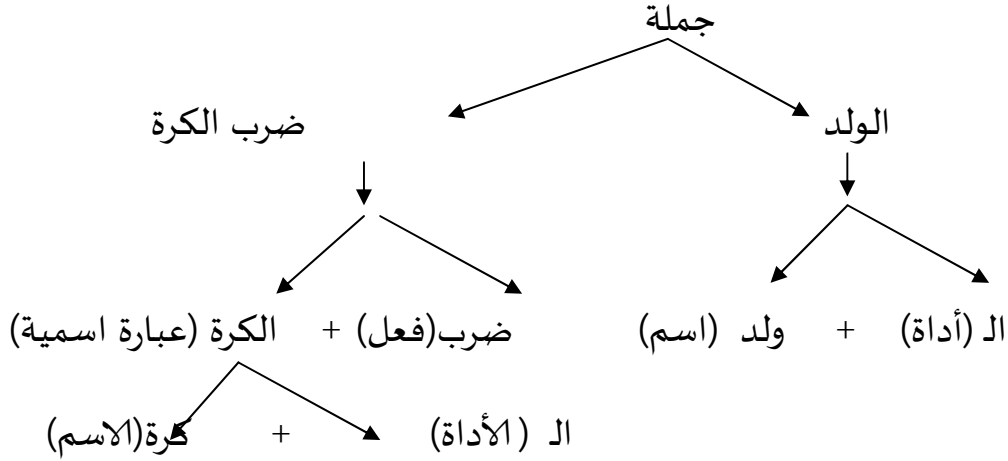 جملة
الولد ضرب الكرة
الـ (أداة) + ولد (اسم) ضرب(فعل) + الكرة (عبارة اسمية)
الـ (الأداة) + كرة(الاسم)